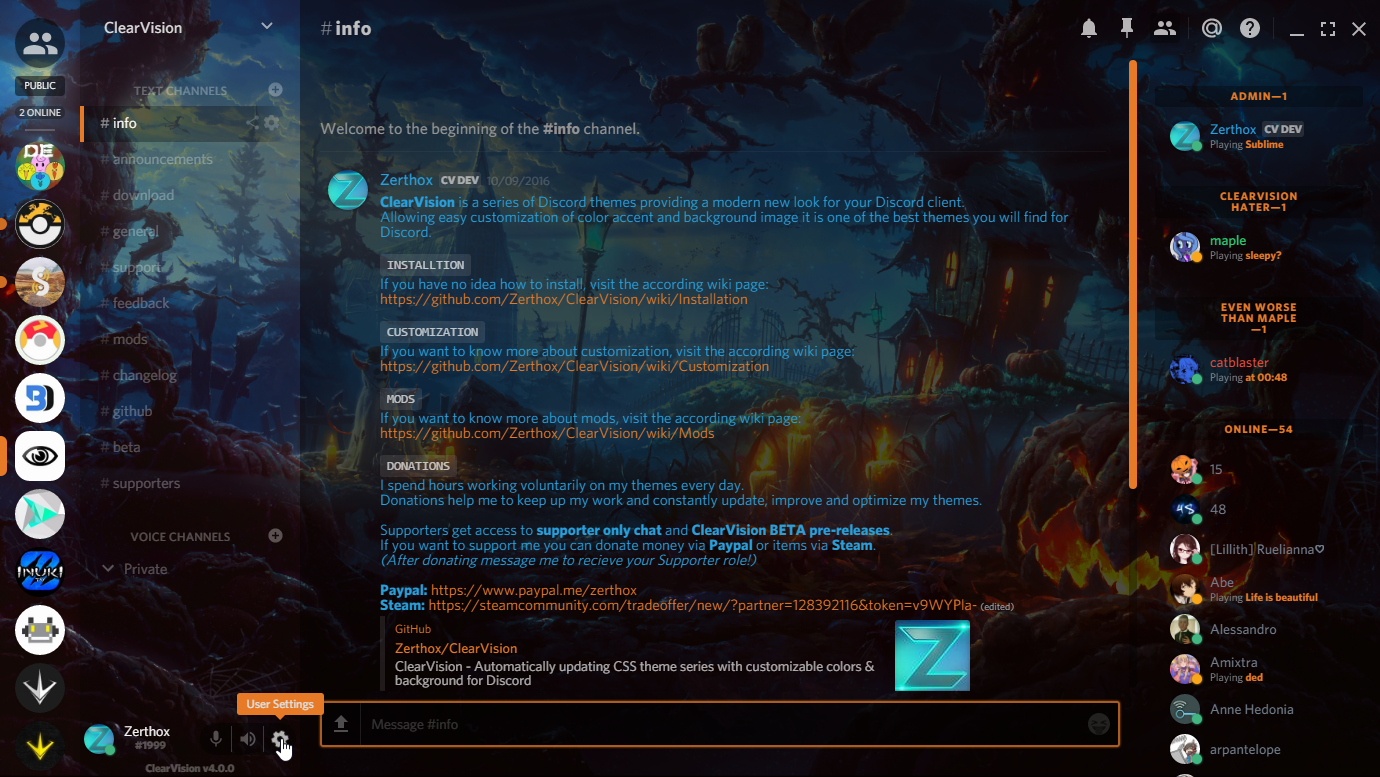 PUBLIC
2 ONLINE
DE
S
INUKI
ClearVision
TEXT CHANNELS
# info
# announcements
# download
# general
# support
# feedback
# mods
# changelog
# github
# beta
# supporters
VOICE CHANNELS
Private
User Settings
Zerthox
#1999
ClearVision v4.0.0
#info
Welcome to the beginning of the #info channel.
Zerthox CV DEV 10/09/2016
ClearVision is a series of Discord themes providing a modern new look for your Discord client.
Allowing easy customization of color accent and background image it is one of the best themes you will find for
Discord.
INSTALLTION
If you have no idea how to install, visit the according wiki page:
https://github.com/Zerthox/ClearVision/wiki/Installation
CUSTOMIZATION
If you want to know more about customization, visit the according wiki page:
https://github.com/Zerthox/ClearVision/wiki/Customization
MODS
If you want to know more about mods, visit the according wiki page:
https://github.com/Zerthox/ClearVision/wiki/Mods
DONATIONS
I spend hours working voluntarily on my themes every day.
Donations help me to keep up my work and constantly update, improve and optimize my themes.
Supporters get access to supporter only chat and ClearVision BETA pre-releases.
If you want to support me you can donate money via Paypal or items via Steam.
(After donating message me to recieve your Supporter role!)
Paypal: https://www.paypal.me/zerthox
Steam: https://steamcommunity.com/tradeoffer/new/?partner=128392116&token=v9WYPla- (edited)
GitHub
Zerthox/ClearVision
ClearVision - Automatically updating CSS theme series with customizable colors &
background for Discord
Message #info
ADMIN—1
Zerthox CV DEV
Playing Sublime
CLEARVISION
HATER—1
maple
Playing sleepy?
EVEN WORSE
THAN MAPLE
—1
catblaster
Playing at 00:48
ONLINE—54
15
48
[Lillith] Ruelianna♡
Abe
Playing Life is beautiful
Alessandro
Amixtra
Playing ded
Anne Hedonia
arpantelope